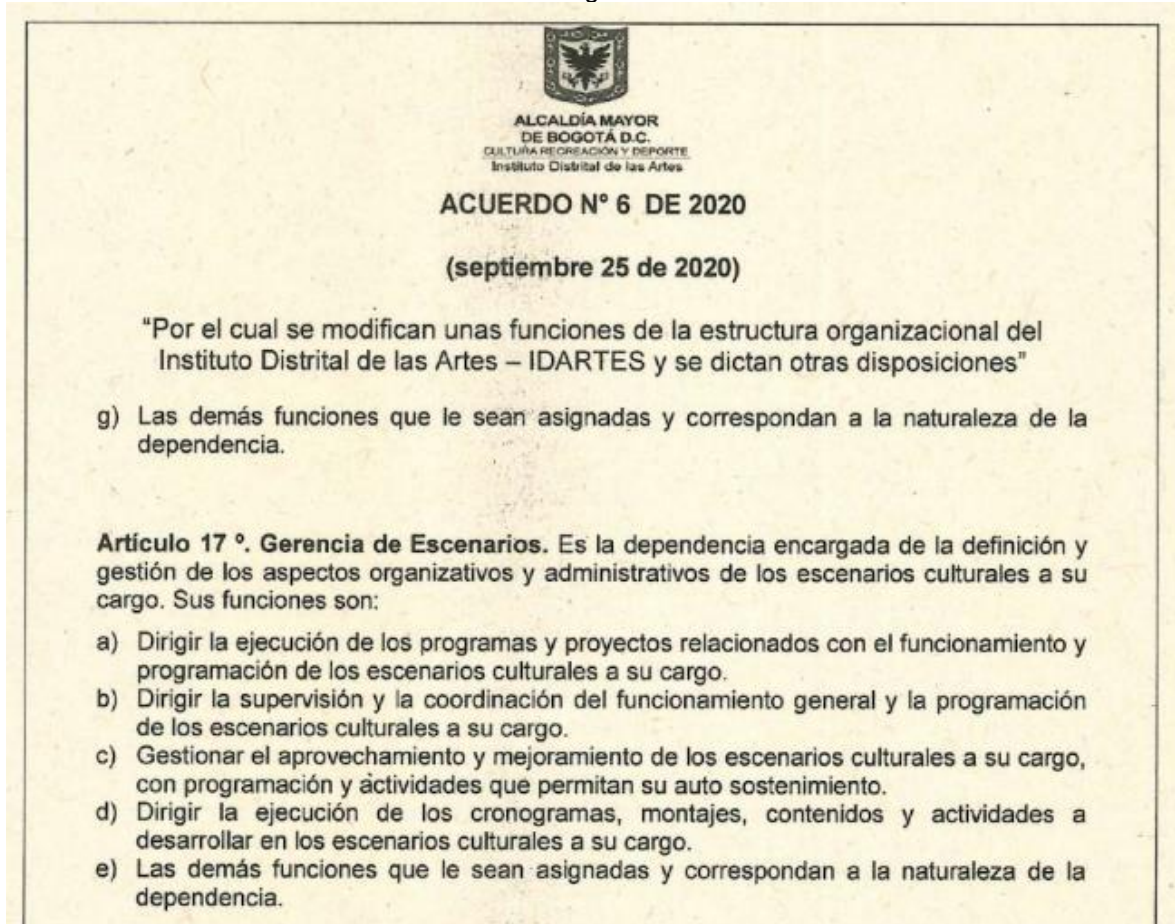 ALCALDÍA MAYOR
DE BOGOTÁ D.C.
CULTURA RECREACIÓN Y DEPORTE
Instituto Distrital de las Artes
ACUERDO N° 6 DE 2020
(septiembre 25 de 2020)
“Por el cual se modifican unas funciones de la estructura organizacional del
Instituto Distrital de las Artes – IDARTES y se dictan otras disposiciones”
g) Las demás funciones que le sean asignadas y correspondan a la naturaleza de la
dependencia.
Artículo 17 º. Gerencia de Escenarios. Es la dependencia encargada de la definición y
gestión de los aspectos organizativos y administrativos de los escenarios culturales a su
cargo. Sus funciones son:
a) Dirigir la ejecución de los programas y proyectos relacionados con el funcionamiento y
programación de los escenarios culturales a su cargo.
b) Dirigir la supervisión y la coordinación del funcionamiento general y la programación
de los escenarios culturales a su cargo.
c) Gestionar el aprovechamiento y mejoramiento de los escenarios culturales a su cargo,
con programación y actividades que permitan su auto sostenimiento.
d) Dirigir la ejecución de los cronogramas, montajes, contenidos y actividades a
desarrollar en los escenarios culturales a su cargo.
e) Las demás funciones que le sean asignadas y correspondan a la naturaleza de la
dependencia.